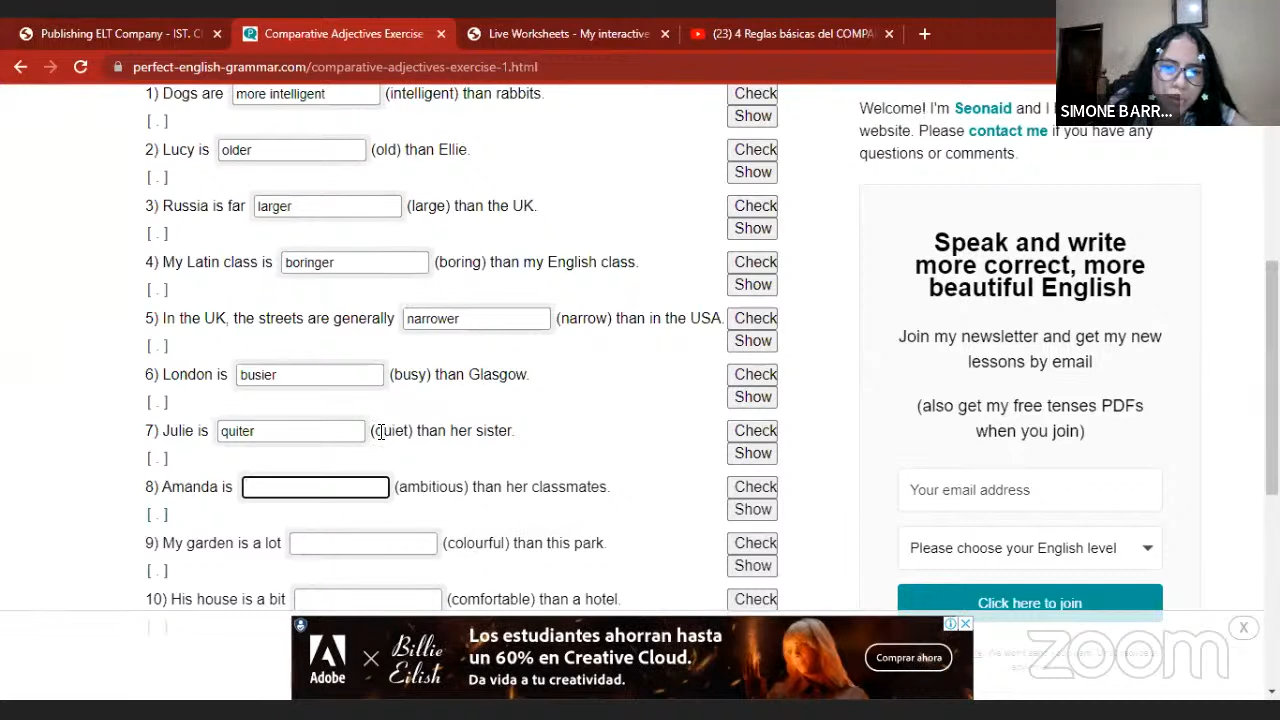 Publishing ELT Company - IST. C
Comparative Adjectives Exercise
Live Worksheets - My interactive
(23) 4 Reglas básicas del COMPA
perfect-english-grammar.com/comparative-adjectives-exercise-1.html
SIMONE BARR...
1) Dogs are more intelligent (intelligent) than rabbits. Check
[ . ] Show
2) Lucy is older (old) than Ellie. Check
[ . ] Show
3) Russia is far larger (large) than the UK. Check
[ . ] Show
4) My Latin class is boringer (boring) than my English class. Check
[ . ] Show
5) In the UK, the streets are generally narrower (narrow) than in the USA. Check
[ . ] Show
6) London is busier (busy) than Glasgow. Check
[ . ] Show
7) Julie is quiter (quiet) than her sister. Check
[ . ] Show
8) Amanda is (ambitious) than her classmates. Check
[ . ] Show
9) My garden is a lot (colourful) than this park. Check
[ . ] Show
10) His house is a bit (comfortable) than a hotel. Check
[ . ]
Welcome! I'm Seonaid and I
website. Please contact me if you have any
questions or comments.
Speak and write
more correct, more
beautiful English
Join my newsletter and get my new
lessons by email
(also get my free tenses PDFs
when you join)
Your email address
Please choose your English level
Click here to join
Adobe
Billie
Eilish
Los estudiantes ahorran hasta
un 60% en Creative Cloud.
Da vida a tu creatividad.
Comprar ahora
zoom